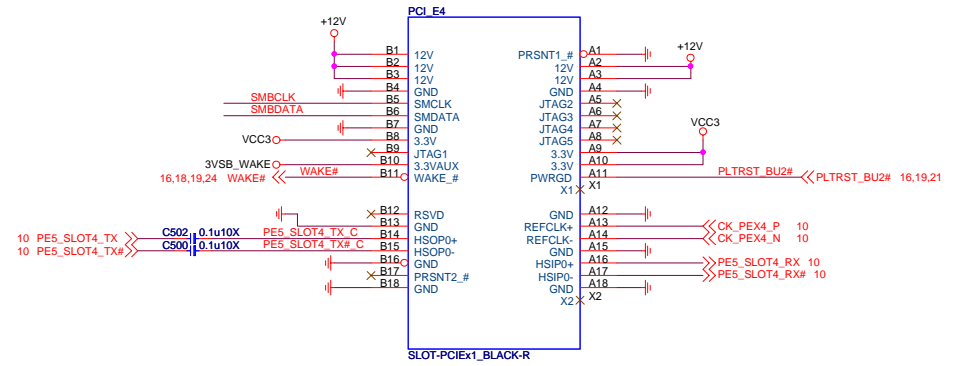 PCI_E4
+12V
B1 12V PRSNT1_# A1 +12V
B2 12V 12V A2
B3 12V 12V A3
B4 GND GND A4
SMBCLK B5 SMCLK JTAG2 A5
SMBDATA B6 SMDATA JTAG3 A6
B7 GND JTAG4 A7 VCC3
VCC3 B8 3.3V JTAG5 A8
B9 JTAG1 3.3V A9
3VSB_WAKE B10 3.3VAUX 3.3V A10
16,18,19,24 WAKE# WAKE# B11 WAKE_# PWRGD A11 PLTRST_BU2# PLTRST_BU2# 16,19,21
X1 X1
B12 RSVD GND A12
B13 GND REFCLK+ A13 CK_PEX4_P 10
10 PE5_SLOT4_TX C502 0.1u10X PE5_SLOT4_TX_C B14 HSOP0+ REFCLK- A14 CK_PEX4_N 10
10 PE5_SLOT4_TX# C500 0.1u10X PE5_SLOT4_TX#_C B15 HSOP0- GND A15
B16 GND HSIP0+ A16 PE5_SLOT4_RX 10
B17 PRSNT2_# HSIP0- A17 PE5_SLOT4_RX# 10
B18 GND GND A18
X2 X2
SLOT-PCIEx1_BLACK-R